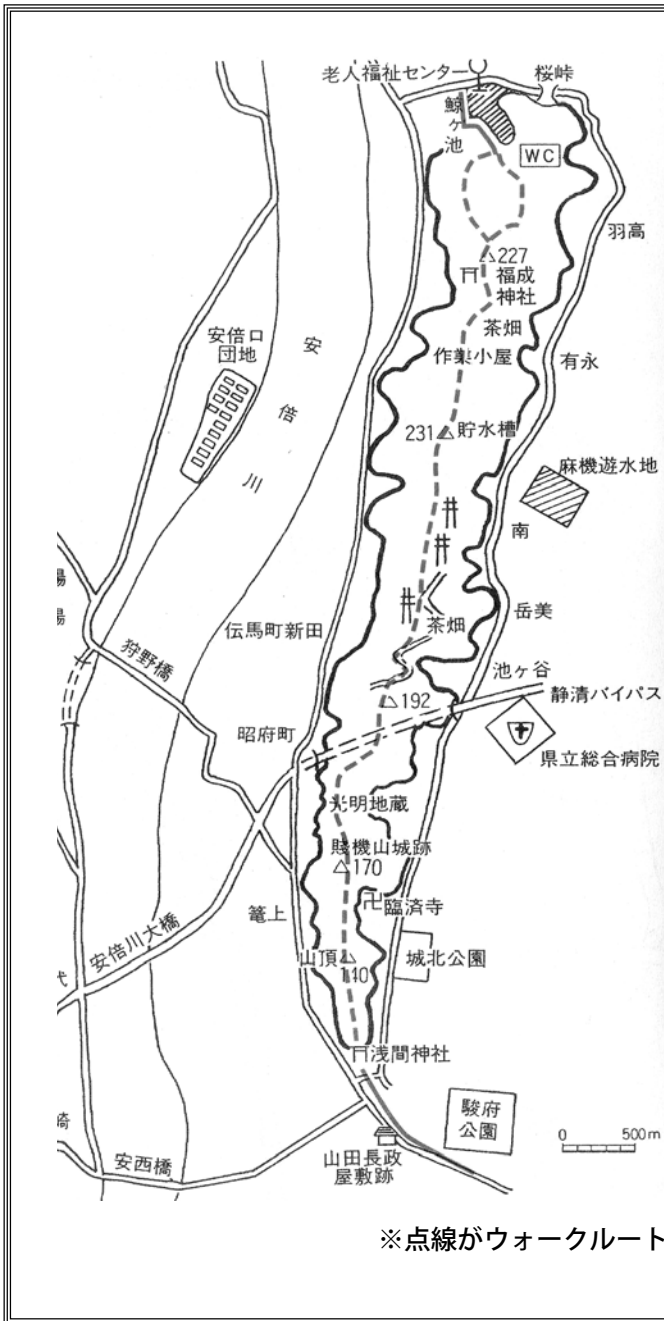 老人福祉センター
桜峠
鯨ヶ池
WC
羽高
△227
福成
神社
茶畑
作業小屋
有永
安倍口
団地
安倍川
231△貯水槽
麻機遊水地
南
岳美
茶畑
伝馬町新田
狩野橋
池ヶ谷
静清バイパス
△192
昭府町
県立総合病院
光明地蔵
賤機山城跡
△170
臨済寺
篭上
安倍川大橋
山頂△
140
城北公園
浅間神社
駿府
公園
0 500m
山田長政
屋敷跡
安西橋
※点線がウォークルート